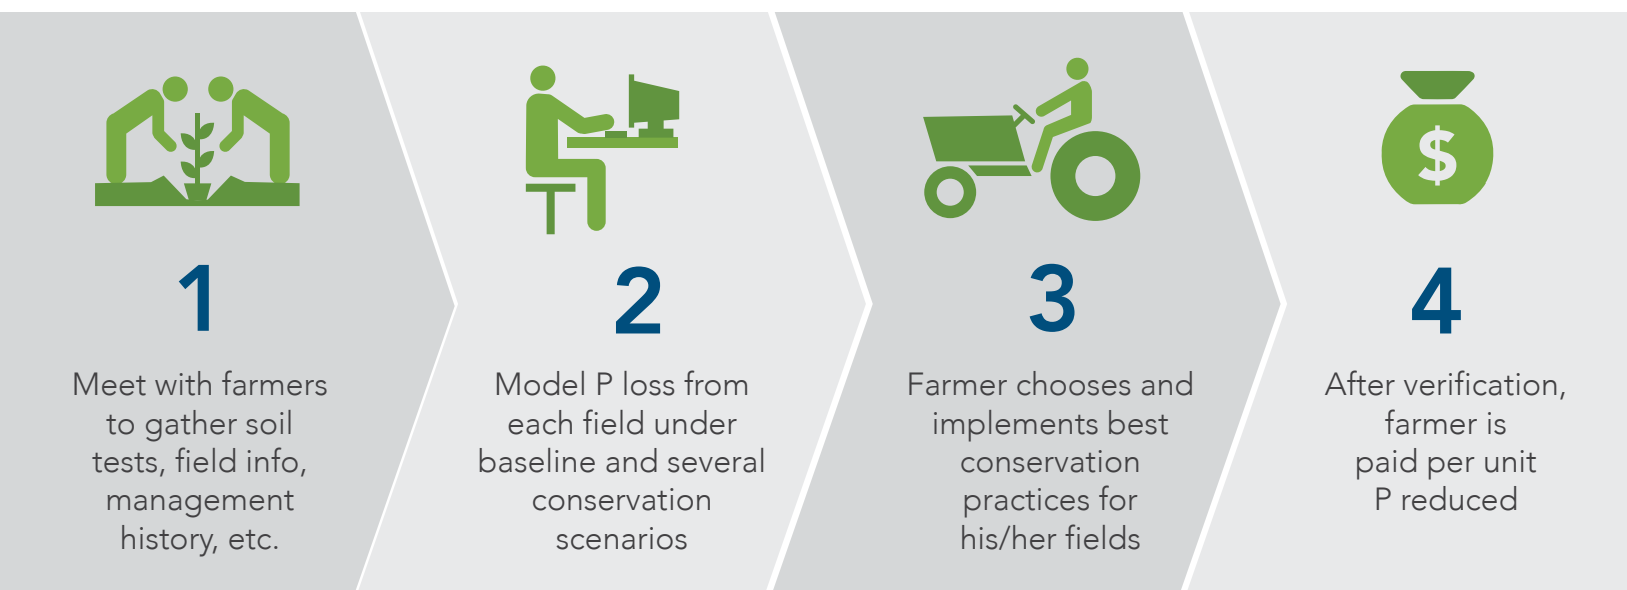 $
1
Meet with farmers
to gather soil
tests, field info,
management
history, etc.
2
Model P loss from
each field under
baseline and several
conservation
scenarios
3
Farmer chooses and
implements best
conservation
practices for
his/her fields
4
After verification,
farmer is
paid per unit
P reduced